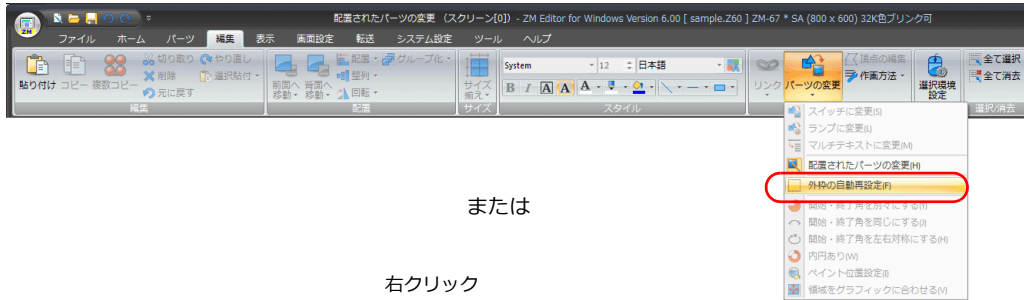 配置されたパーツの変更 （スクリーン[0]） - ZM Editor for Windows Version 6.00 [ sample.Z60 ] ZM-67 * SA (800 x 600) 32K色ブリンク可
ZM
ファイル ホーム パーツ 編集 表示 画面設定 転送 システム設定 ツール ヘルプ
貼り付け コピー 複数コピー 切り取り やり直し
削除 選択貼付
元に戻す
編集
前面へ移動 背面へ移動 配置 グループ化
整列
回転
配置
サイズ揃え
サイズ
System 12 日本語
B I A A A
スタイル
リンク パーツの変更 頂点の編集
作画方法
選択環境設定
全て選択
全て消去
選択/消去
スイッチに変更(S)
ランプに変更(L)
マルチテキストに変更(M)
配置されたパーツの変更(H)
外枠の自動再設定(F)
開始・終了角を別々にする(Y)
開始・終了角を同じにする(J)
開始・終了角を左右対称にする(H)
内円あり(W)
ペイント位置設定(I)
領域をグラフィックに合わせる(V)
または
右クリック